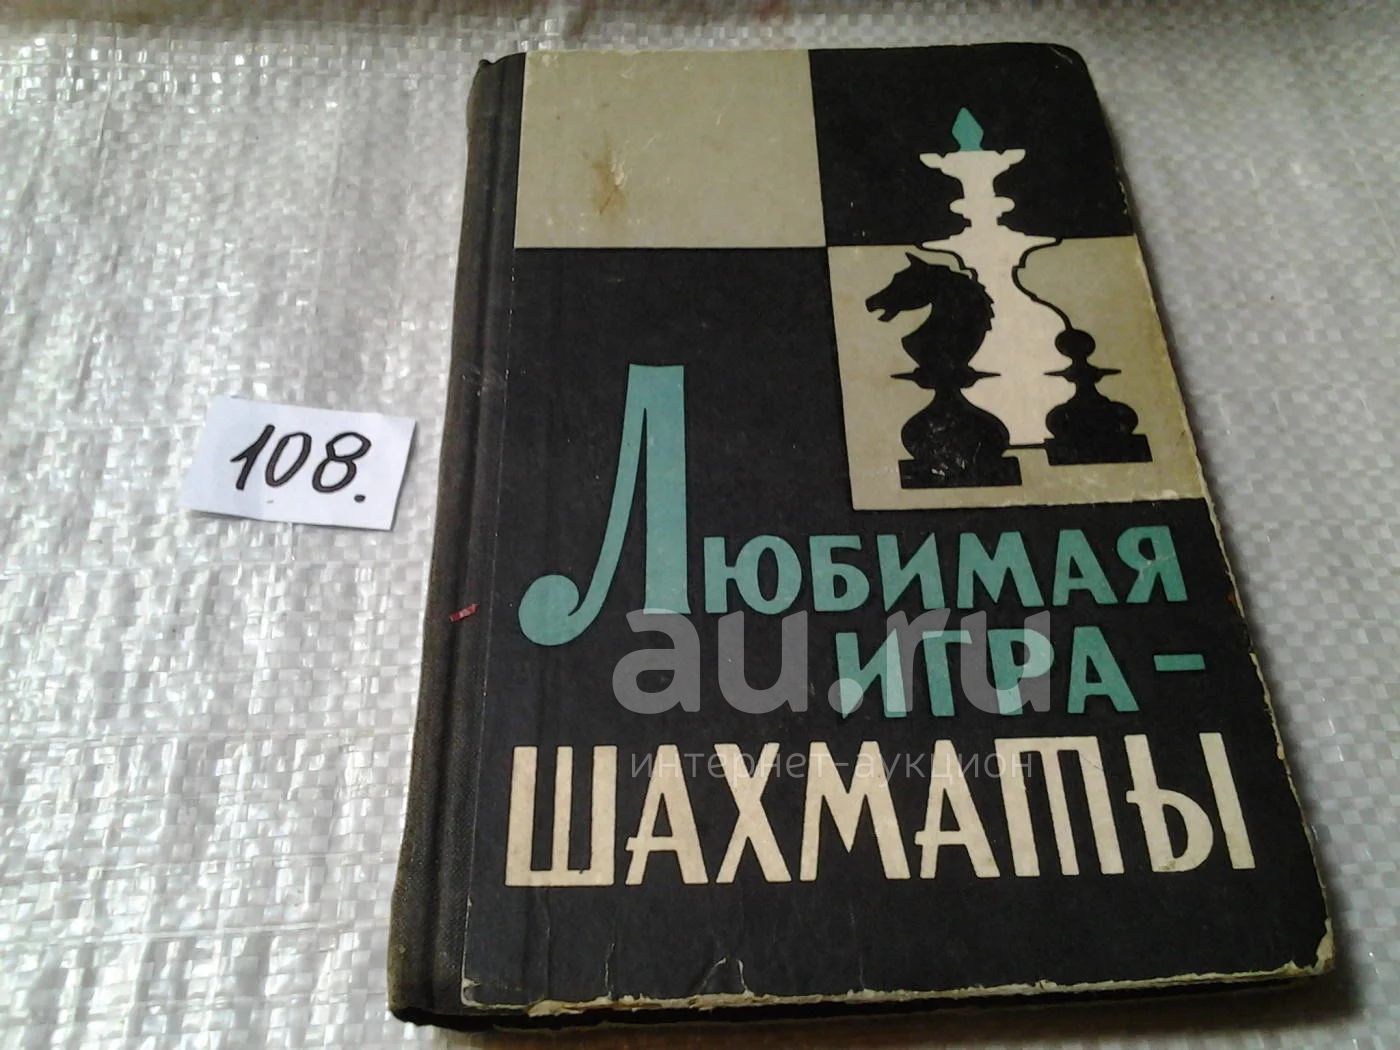 108.
ЛЮБИМАЯ
ИГРА –
ШАХМАТЫ
au.ru
интернет-аукцион